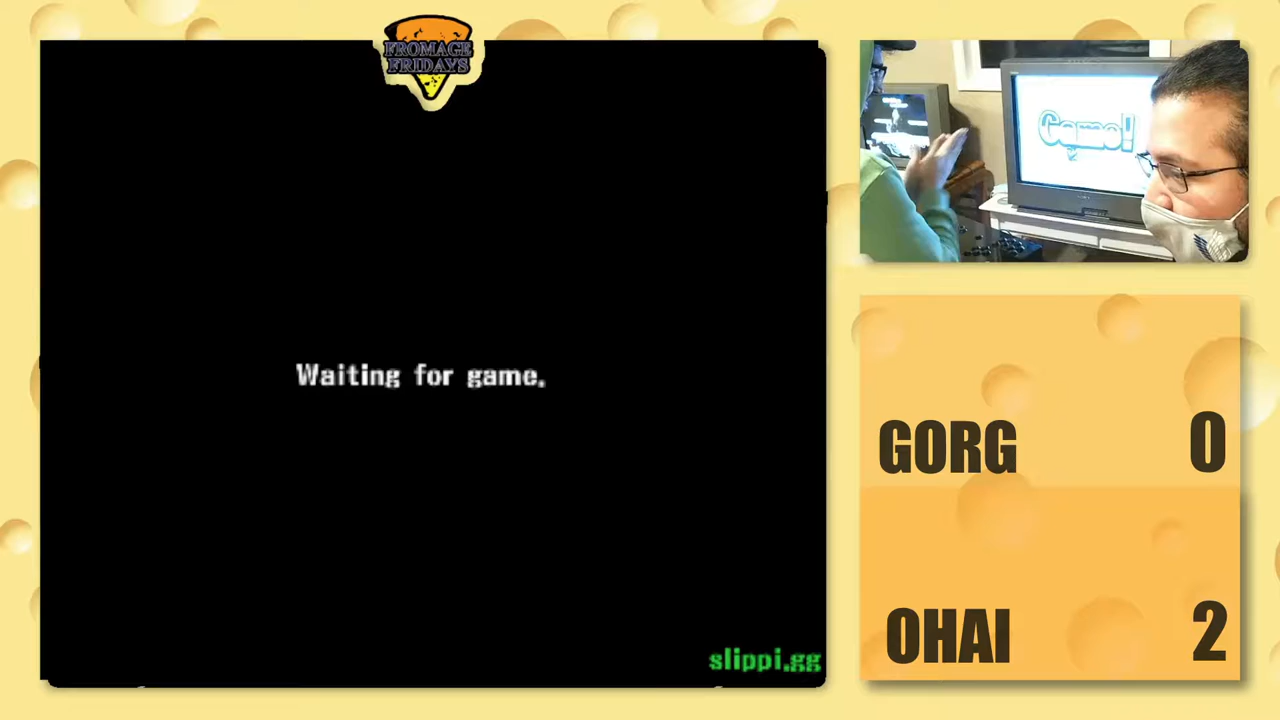 FROMAGE
FRIDAYS
Game!
Waiting for game.
GORG 0
OHAI 2
slippi.gg